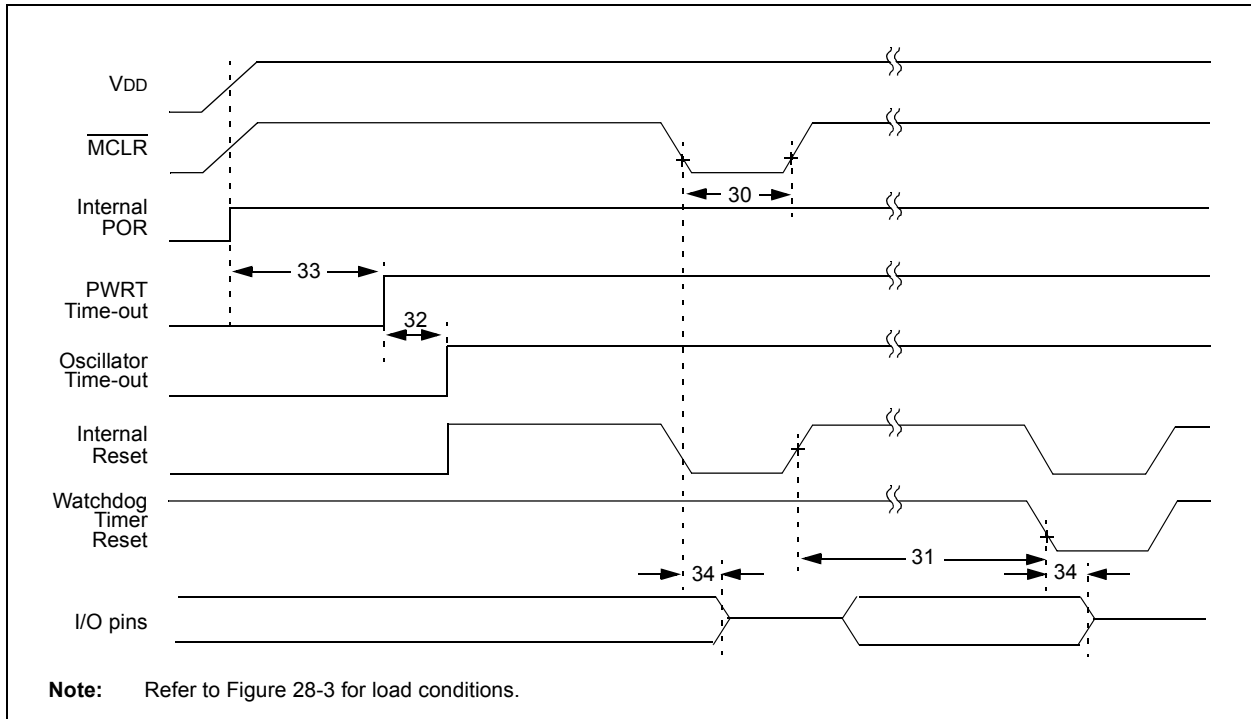 VDD
MCLR
30
Internal
POR
33
PWRT
Time-out
32
Oscillator
Time-out
Internal
Reset
Watchdog
Timer
Reset
31
34
34
I/O pins
Note: Refer to Figure 28-3 for load conditions.